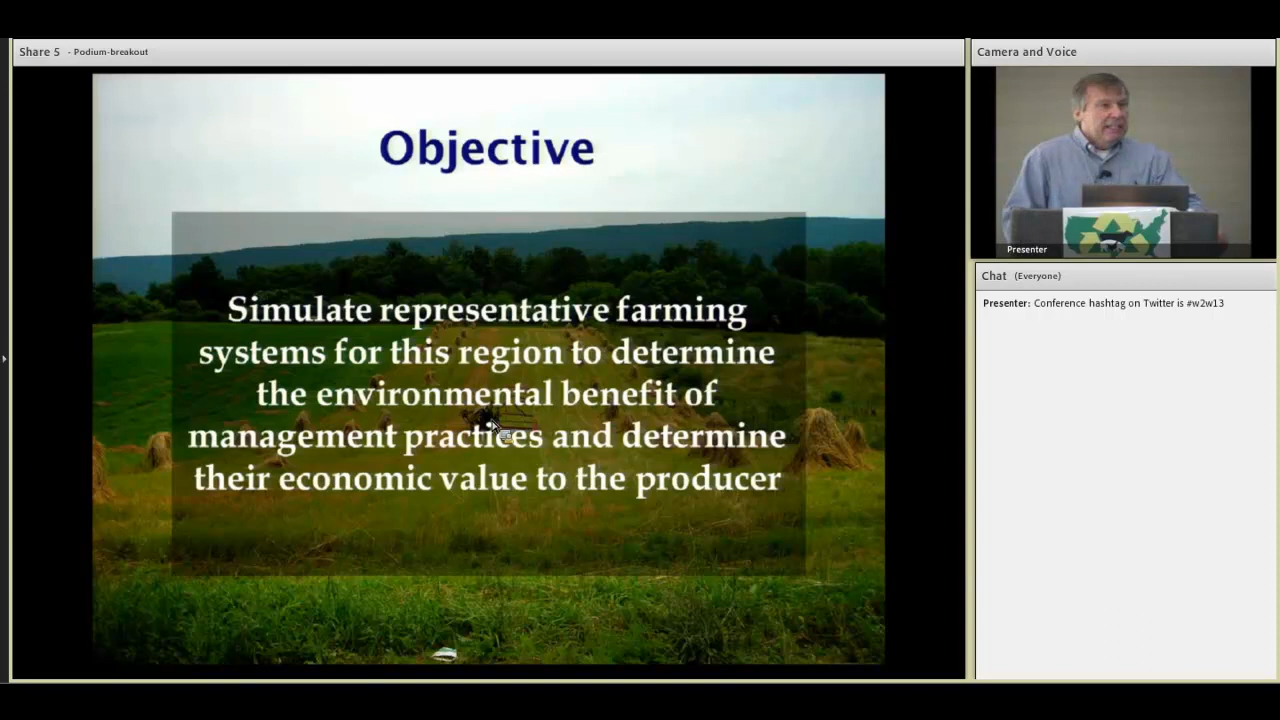 Share 5 - Podium-breakout
Objective
Simulate representative farming
systems for this region to determine
the environmental benefit of
management practices and determine
their economic value to the producer
Camera and Voice
Presenter
Chat (Everyone)
Presenter: Conference hashtag on Twitter is #w2w13